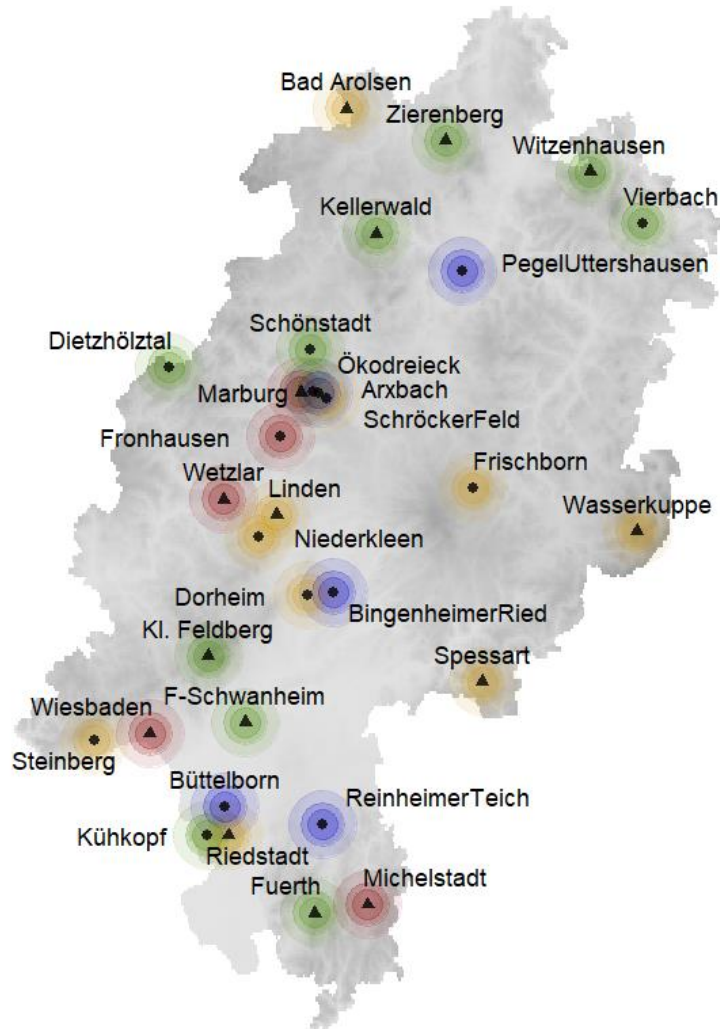 Bad Arolsen
Zierenberg
Witzenhausen
Vierbach
Kellerwald
PegelUttershausen
Schönstadt
Dietzhölztal
Ökodreieck
Marburg
Arxbach
SchröckerFeld
Fronhausen
Frischborn
Wetzlar
Linden
Wasserkuppe
Niederkleen
Dorheim
BingenheimerRied
Kl. Feldberg
Spessart
F-Schwanheim
Wiesbaden
Steinberg
Büttelborn
ReinheimerTeich
Kühkopf
Riedstadt
Michelstadt
Fuerth